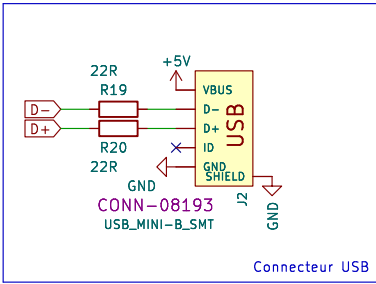 +5V
22R
R19
VBUS
D-
D-
D+
D+
USB
ID
R20
GND
22R
SHIELD
GND
J2
GND
CONN-08193
USB_MINI-B_SMT
Connecteur USB